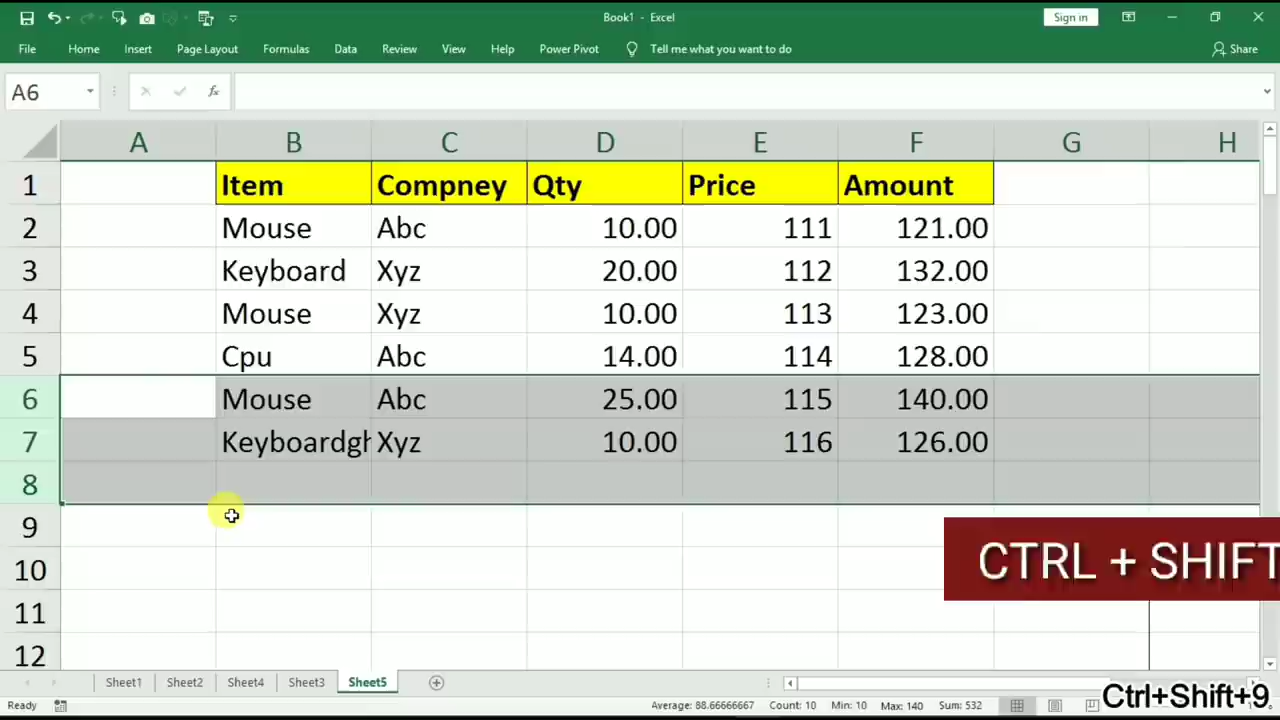 Book1 - Excel
Sign in
File Home Insert Page Layout Formulas Data Review View Help Power Pivot Tell me what you want to do Share
A6 fx
A B C D E F G H
1 Item Compney Qty Price Amount
2 Mouse Abc 10.00 111 121.00
3 Keyboard Xyz 20.00 112 132.00
4 Mouse Xyz 10.00 113 123.00
5 Cpu Abc 14.00 114 128.00
6 Mouse Abc 25.00 115 140.00
7 Keyboardgh Xyz 10.00 116 126.00
8
9
10
11
12
CTRL + SHIFT
Sheet1 Sheet2 Sheet4 Sheet3 Sheet5
Ready Average: 88.66666667 Count: 10 Min: 10 Max: 140 Sum: 532
Ctrl+Shift+9